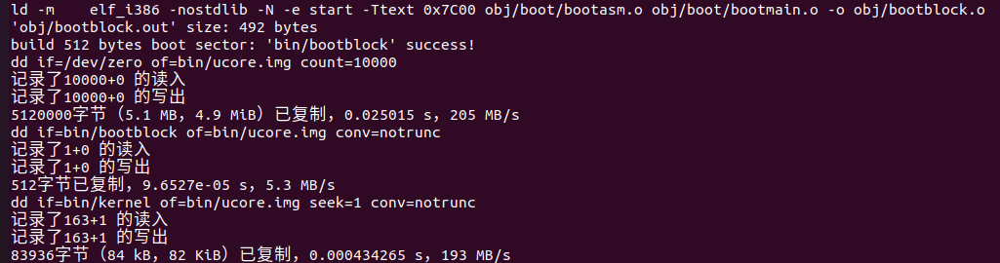 ld -m    elf_i386 -nostdlib -N -e start -Ttext 0x7C00 obj/boot/bootasm.o obj/boot/bootmain.o -o obj/bootblock.o
'obj/bootblock.out' size: 492 bytes
build 512 bytes boot sector: 'bin/bootblock' success!
dd if=/dev/zero of=bin/ucore.img count=10000
记录了10000+0 的读入
记录了10000+0 的写出
5120000字节（5.1 MB，4.9 MiB）已复制，0.025015 s，205 MB/s
dd if=bin/bootblock of=bin/ucore.img conv=notrunc
记录了1+0 的读入
记录了1+0 的写出
512字节已复制，9.6527e-05 s，5.3 MB/s
dd if=bin/kernel of=bin/ucore.img seek=1 conv=notrunc
记录了163+1 的读入
记录了163+1 的写出
83936字节（84 kB，82 KiB）已复制，0.000434265 s，193 MB/s